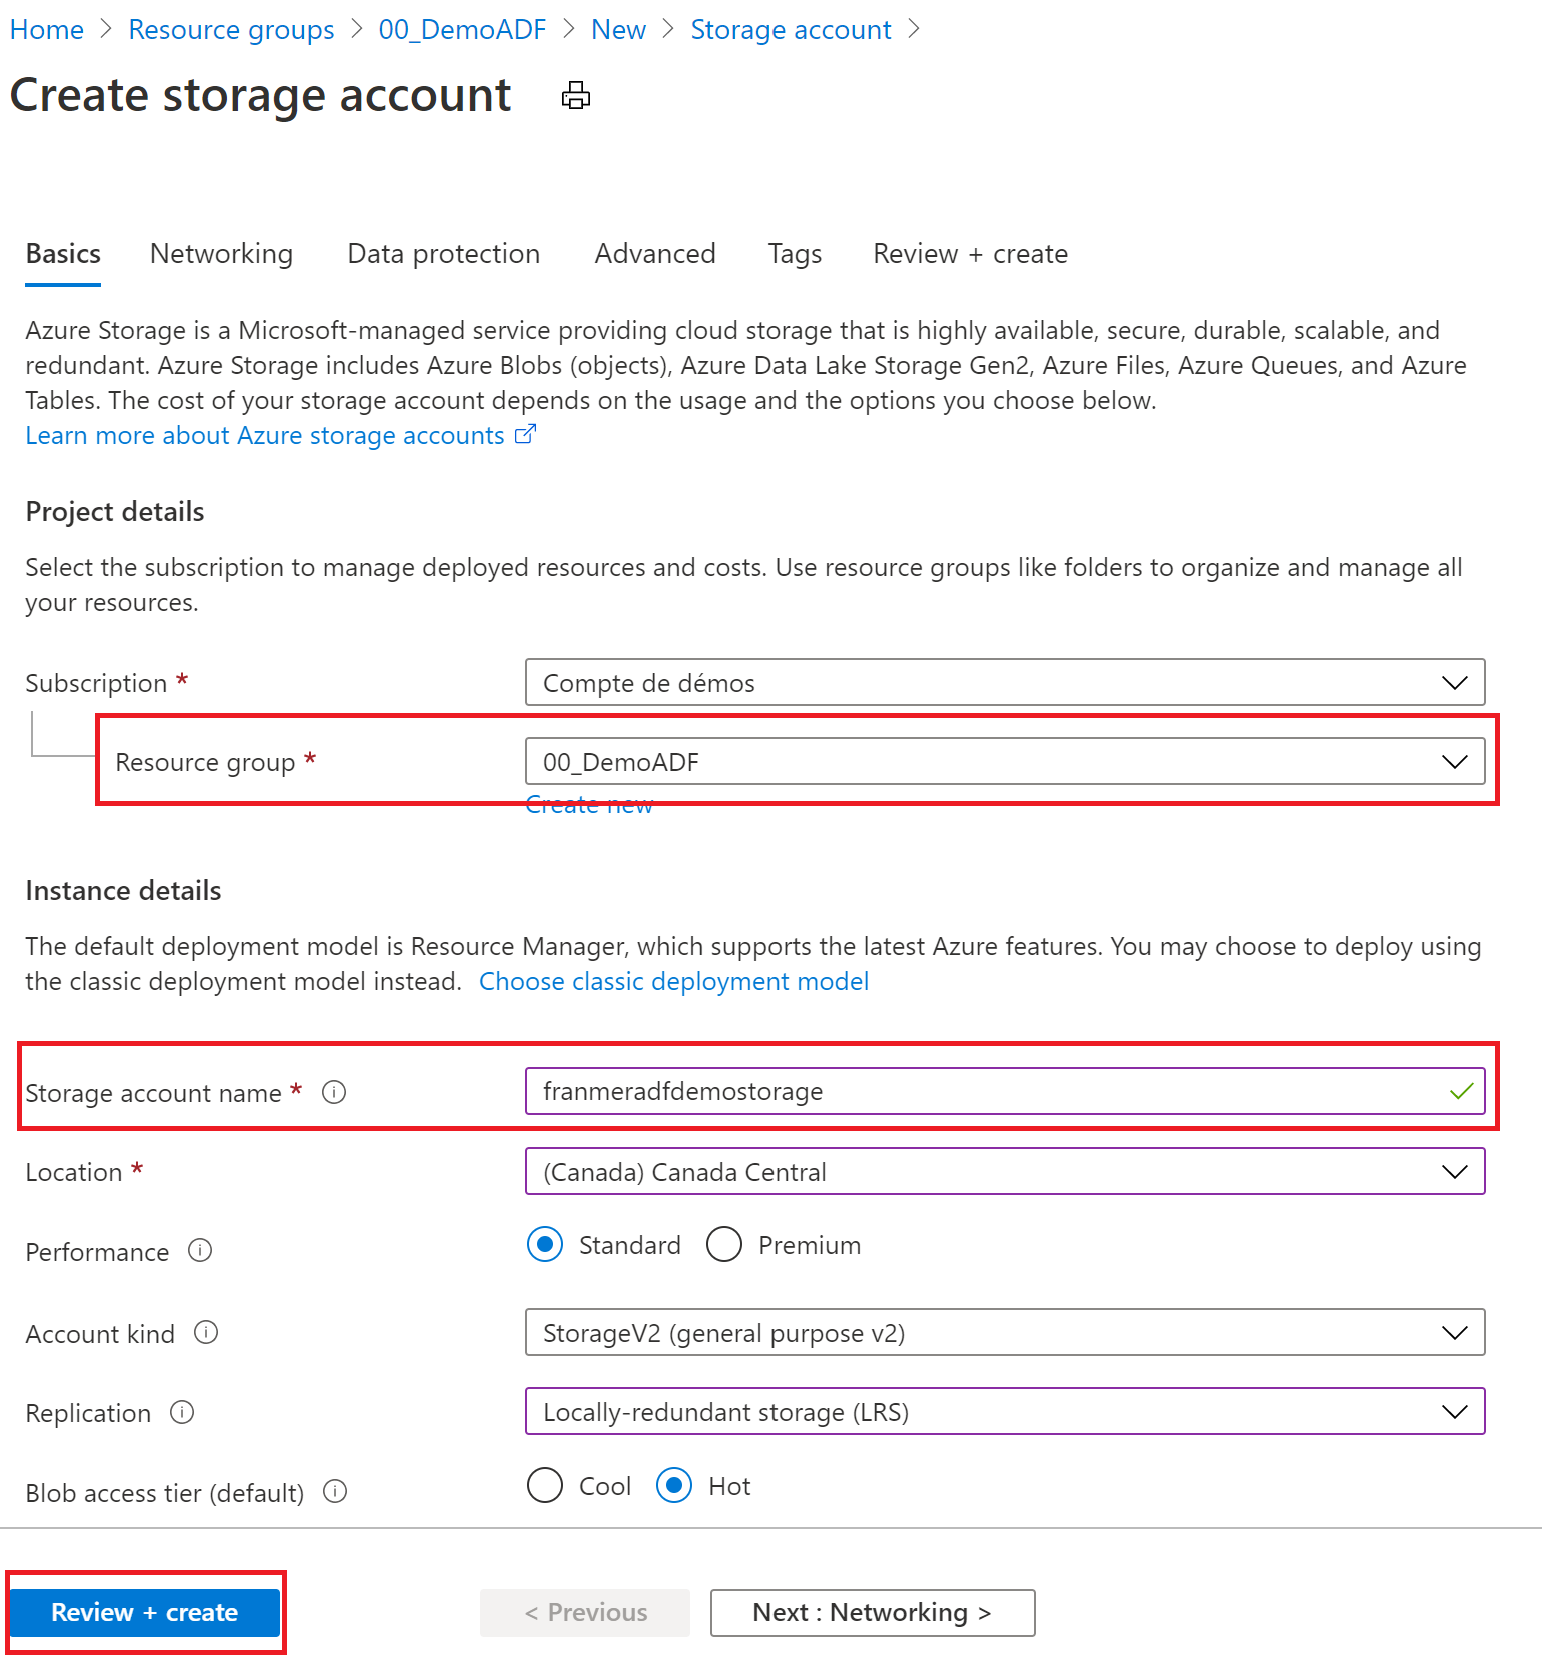 Home > Resource groups > 00_DemoADF > New > Storage account >
Create storage account
Basics Networking Data protection Advanced Tags Review + create
Azure Storage is a Microsoft-managed service providing cloud storage that is highly available, secure, durable, scalable, and
redundant. Azure Storage includes Azure Blobs (objects), Azure Data Lake Storage Gen2, Azure Files, Azure Queues, and Azure
Tables. The cost of your storage account depends on the usage and the options you choose below.
Learn more about Azure storage accounts
Project details
Select the subscription to manage deployed resources and costs. Use resource groups like folders to organize and manage all
your resources.
Subscription * Compte de démos
Resource group * 00_DemoADF
Create new
Instance details
The default deployment model is Resource Manager, which supports the latest Azure features. You may choose to deploy using
the classic deployment model instead. Choose classic deployment model
Storage account name * franmeradfdemostorage
Location * (Canada) Canada Central
Performance Standard Premium
Account kind StorageV2 (general purpose v2)
Replication Locally-redundant storage (LRS)
Blob access tier (default) Cool Hot
Review + create < Previous Next : Networking >